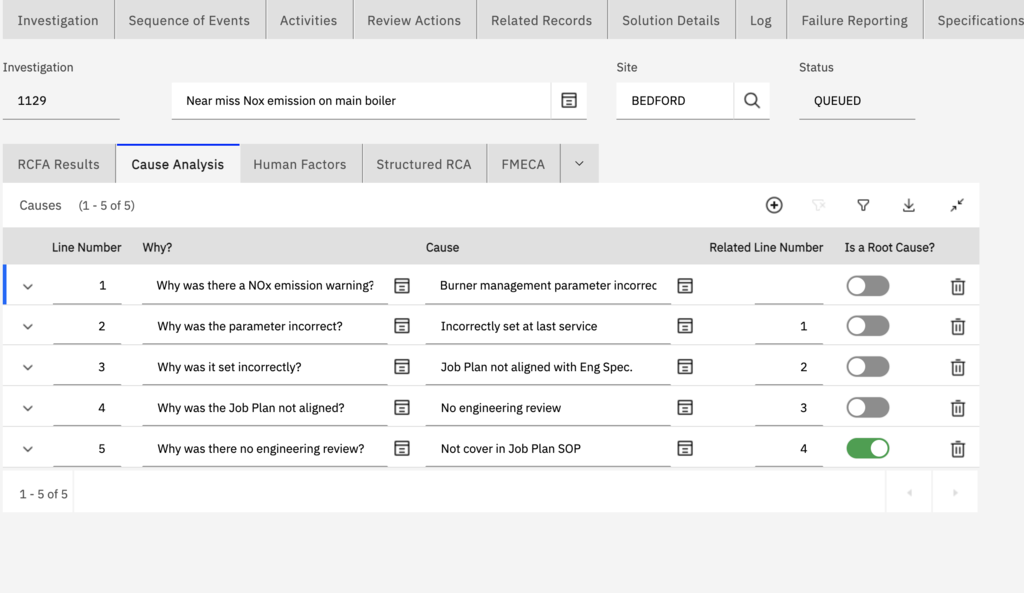 Investigation Sequence of Events Activities Review Actions Related Records Solution Details Log Failure Reporting Specifications
Investigation Site Status
1129 Near miss Nox emission on main boiler BEDFORD QUEUED
RCFA Results Cause Analysis Human Factors Structured RCA FMECA
Causes (1 - 5 of 5)
Line Number Why? Cause Related Line Number Is a Root Cause?
1 Why was there a NOx emission warning? Burner management parameter incorrec
2 Why was the parameter incorrect? Incorrectly set at last service 1
3 Why was it set incorrectly? Job Plan not aligned with Eng Spec. 2
4 Why was the Job Plan not aligned? No engineering review 3
5 Why was there no engineering review? Not cover in Job Plan SOP 4
1 - 5 of 5